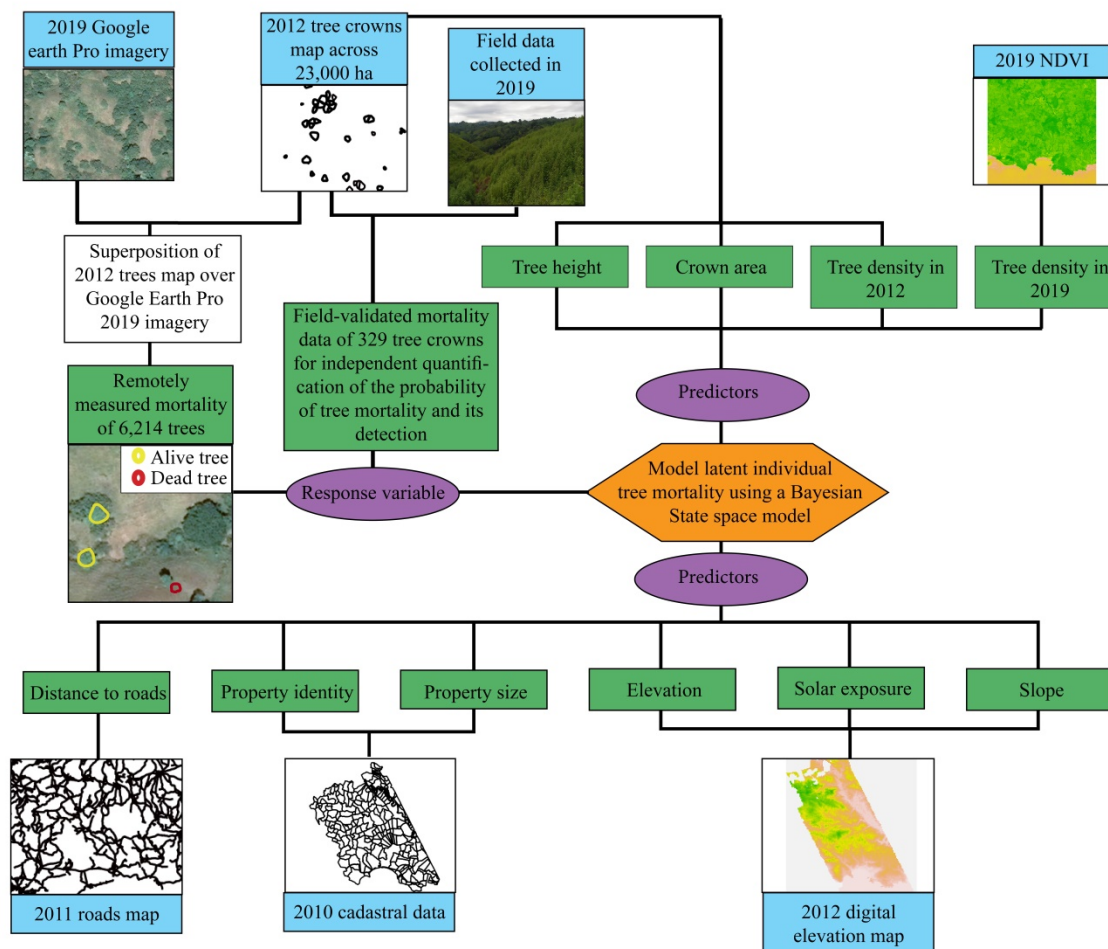 2019 Google
earth Pro imagery
2012 tree crowns
map across
23,000 ha
Field data
collected in
2019
2019 NDVI
Superposition of
2012 trees map over
Google Earth Pro
2019 imagery
Tree height
Crown area
Tree density in
2012
Tree density in
2019
Field-validated mortality
data of 329 tree crowns
for independent quantifi-
cation of the probability
of tree mortality and its
detection
Remotely
measured mortality
of 6,214 trees
Alive tree
Dead tree
Predictors
Response variable
Model latent individual
tree mortality using a Bayesian
State space model
Predictors
Distance to roads
Property identity
Property size
Elevation
Solar exposure
Slope
2011 roads map
2010 cadastral data
2012 digital
elevation map